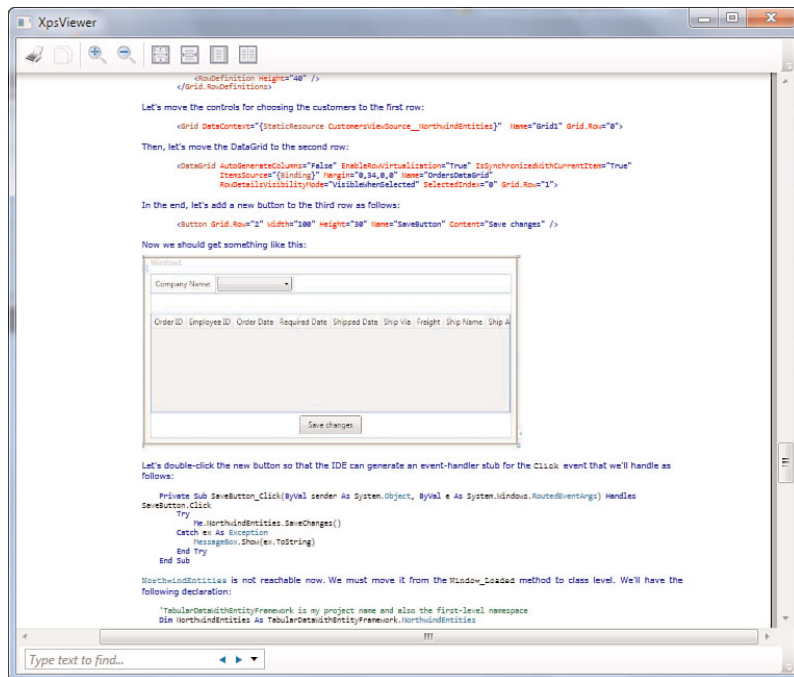 XpsViewer
<RowDefinition Height="40" />
</Grid.RowDefinitions>
Let's move the controls for choosing the customers to the first row:
<Grid DataContext="{StaticResource CustomersViewSource__NorthwindEntities}"  Name="Grid1" Grid.Row="0">
Then, let's move the DataGrid to the second row:
<DataGrid AutoGenerateColumns="False" EnableRowVirtualization="True" IsSynchronizedWithCurrentItem="True"
ItemsSource="{Binding}" Margin="0,34,0,0" Name="OrdersDataGrid"
RowDetailsVisibilityMode="VisibleWhenSelected" SelectedIndex="0" Grid.Row="1">
In the end, let's add a new button to the third row as follows:
<Button Grid.Row="2" Width="100" Height="30" Name="SaveButton" Content="Save changes" />
Now we should get something like this:
Window1
Company Name:
Order ID Employee ID Order Date Required Date Shipped Date Ship Via Freight Ship Name Ship A
Save changes
Let's double-click the new button so that the IDE can generate an event-handler stub for the Click event that we'll handle as
follows:
Private Sub SaveButton_Click(ByVal sender As System.Object, ByVal e As System.Windows.RoutedEventArgs) Handles
SaveButton.Click
Try
Me.NorthwindEntities.SaveChanges()
Catch ex As Exception
MessageBox.Show(ex.ToString)
End Try
End Sub
NorthwindEntities is not reachable now. We must move it from the Window_Loaded method to class level. We'll have the
following declaration:
'TabularDataWithEntityFramework is my project name and also the first-level namespace
Dim NorthwindEntities As TabularDataWithEntityFramework.NorthwindEntities
Type text to find...